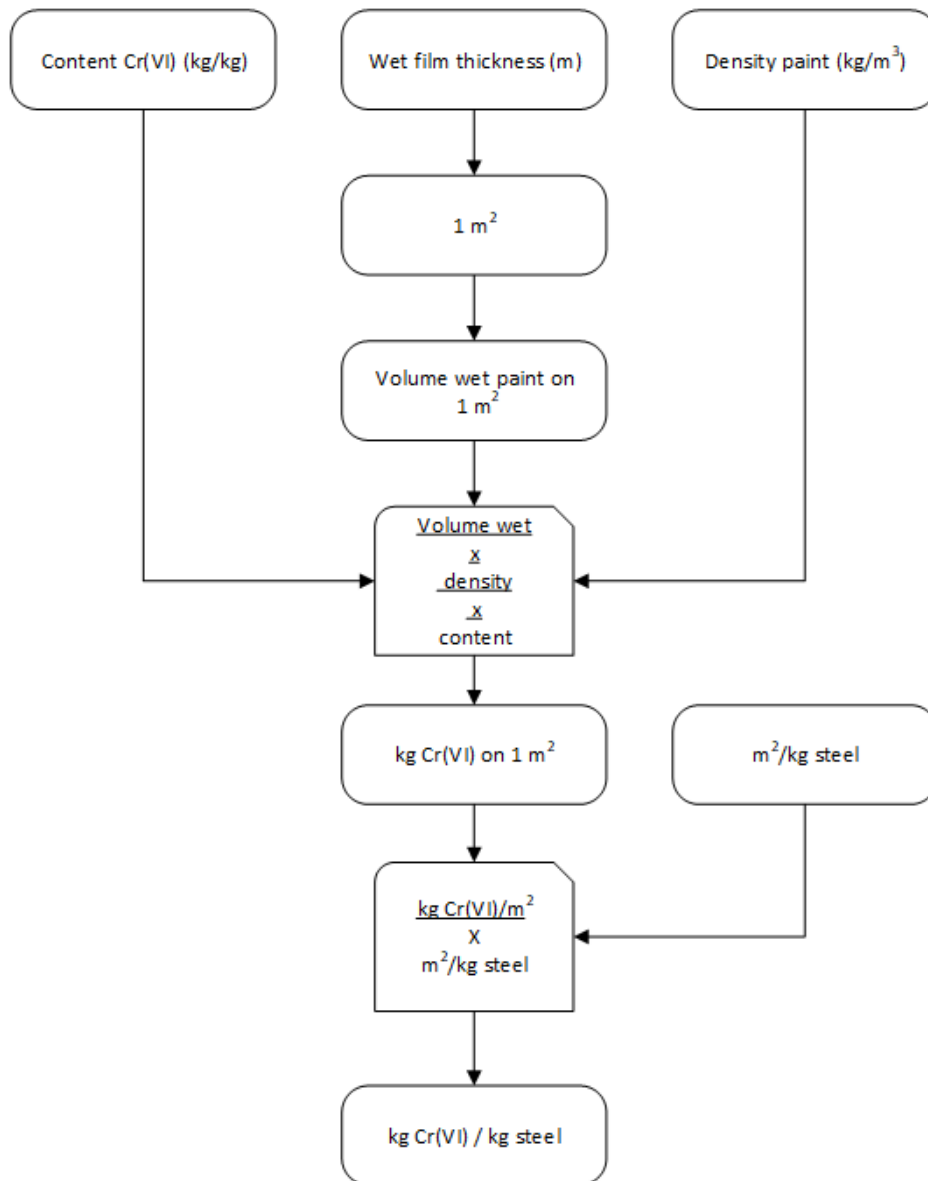 Content Cr(VI) (kg/kg)
Wet film thickness (m)
Density paint (kg/m³)
1 m²
Volume wet paint on
1 m²
Volume wet
x
density
x
content
kg Cr(VI) on 1 m²
m²/kg steel
kg Cr(VI)/m²
X
m²/kg steel
kg Cr(VI) / kg steel